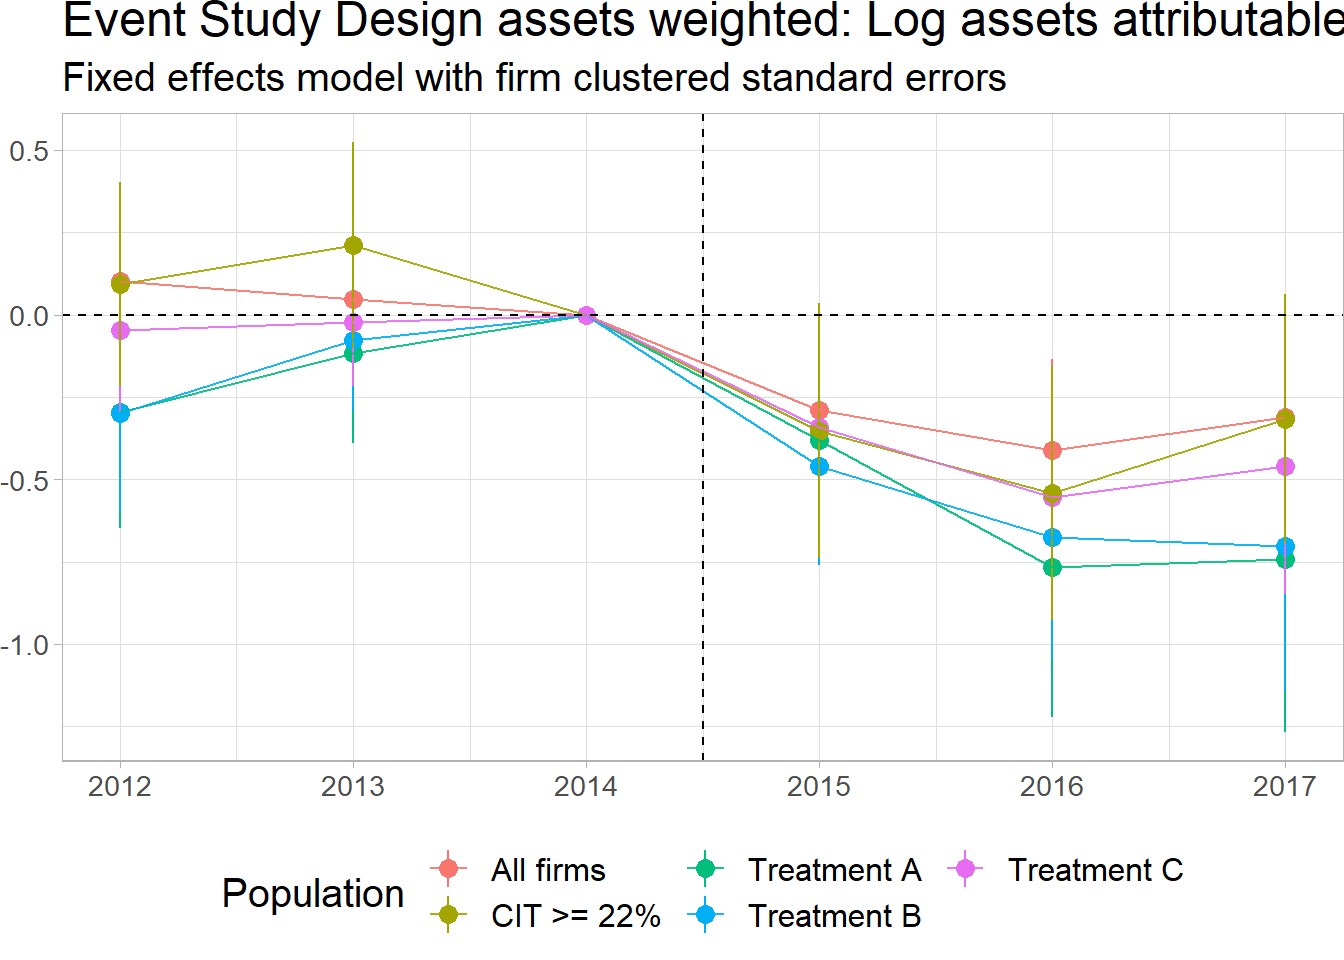 Event Study Design assets weighted: Log assets attributable
Fixed effects model with firm clustered standard errors
0.5
0.0
-0.5
-1.0
2012 2013 2014 2015 2016 2017
Population
All firms Treatment A Treatment C
CIT >= 22% Treatment B